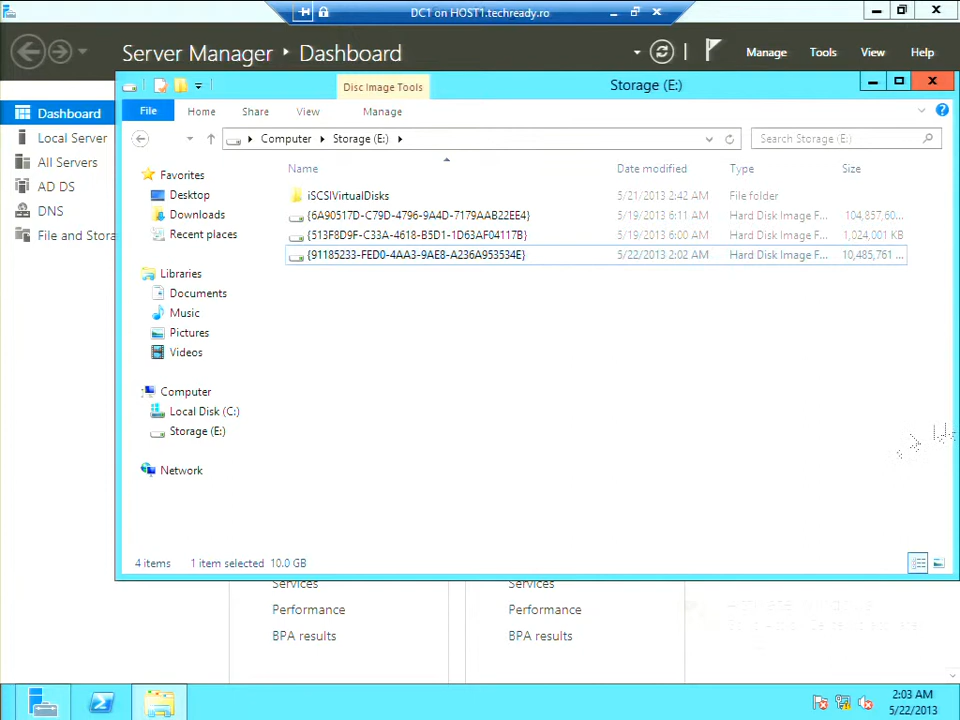 DC1 on HOST1.techready.ro
Server Manager ▸ Dashboard
Manage Tools View Help
Dashboard
Local Server
All Servers
AD DS
DNS
File and Stora
Disc Image Tools
Storage (E:)
File Home Share View Manage
Computer Storage (E:)
Search Storage (E:)
Favorites
Desktop
Downloads
Recent places
Libraries
Documents
Music
Pictures
Videos
Computer
Local Disk (C:)
Storage (E:)
Network
Name Date modified Type Size
iSCSIVirtualDisks 5/21/2013 2:42 AM File folder
{6A90517D-C79D-4796-9A4D-7179AAB22EE4} 5/19/2013 6:11 AM Hard Disk Image F... 104,857,60...
{513F8D9F-C33A-4618-B5D1-1D63AF04117B} 5/19/2013 6:00 AM Hard Disk Image F... 1,024,001 KB
{91185233-FED0-4AA3-9AE8-A236A953534E} 5/22/2013 2:02 AM Hard Disk Image F... 10,485,761 ...
4 items 1 item selected 10.0 GB
Services Services
Performance Performance
BPA results BPA results
2:03 AM
5/22/2013